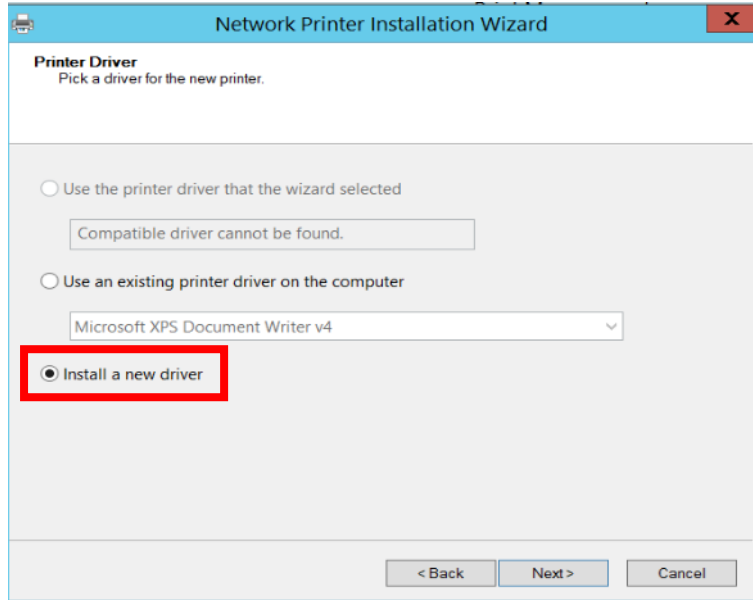 Network Printer Installation Wizard
x
Printer Driver
Pick a driver for the new printer.
Use the printer driver that the wizard selected
Compatible driver cannot be found.
Use an existing printer driver on the computer
Microsoft XPS Document Writer v4
Install a new driver
< Back Next > Cancel